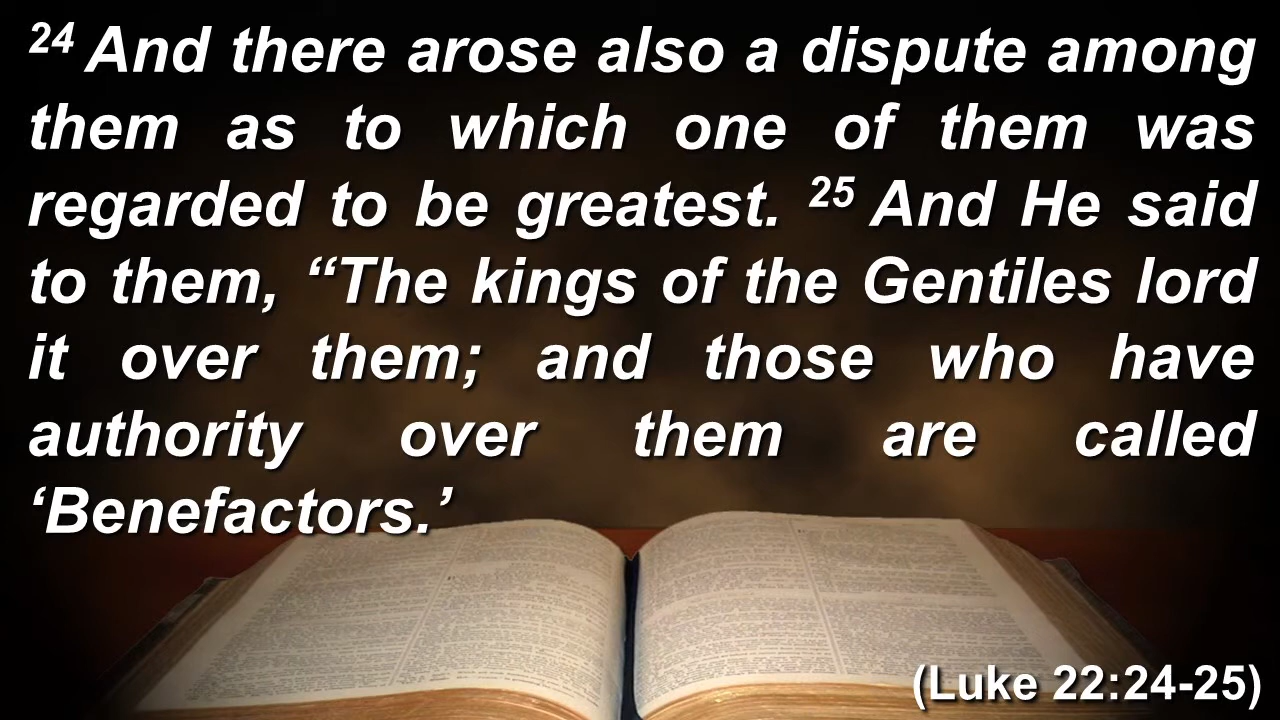 24 And there arose also a dispute among
them as to which one of them was
regarded to be greatest. 25 And He said
to them, “The kings of the Gentiles lord
it over them; and those who have
authority over them are called
‘Benefactors.’
(Luke 22:24-25)